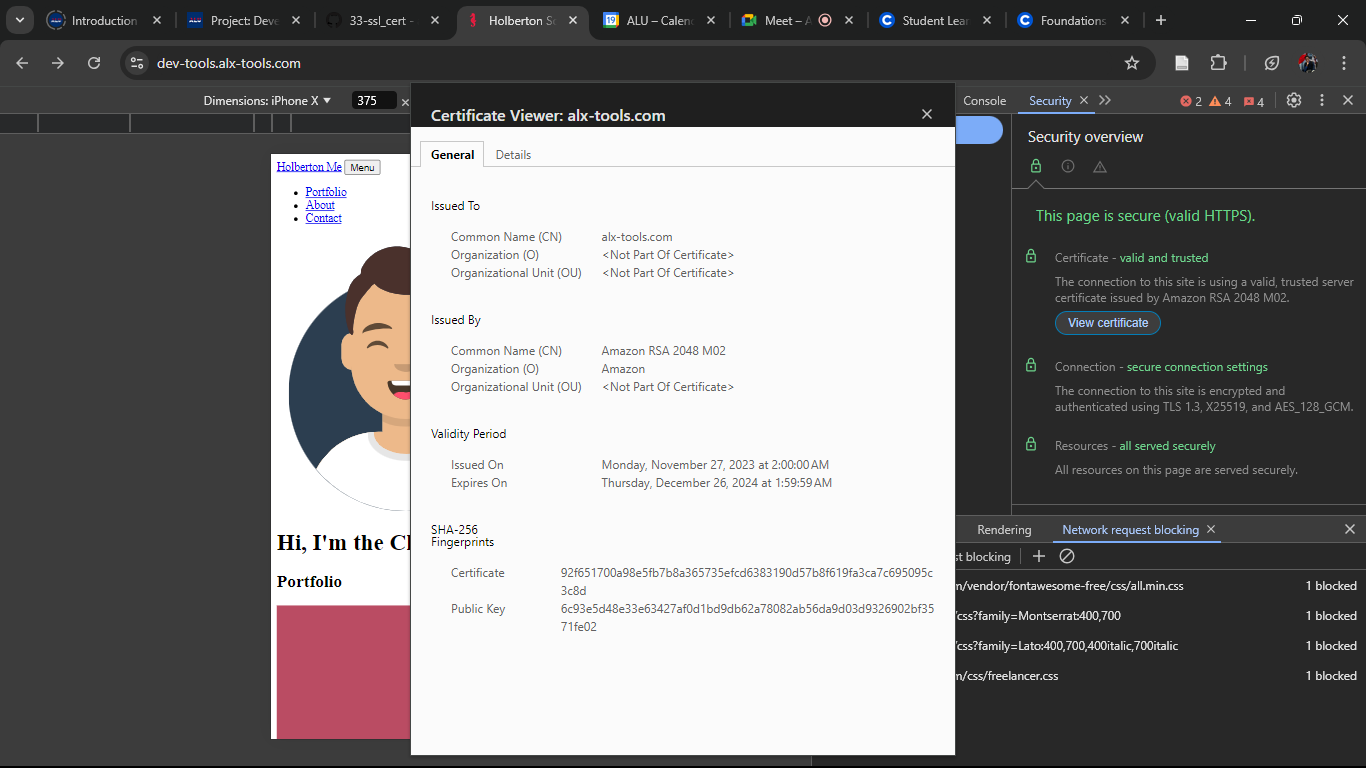 Introduction
Project: Deve
33-ssl_cert -
Holberton Sc
ALU – Calend
Meet – A
Student Lear
Foundations
dev-tools.alx-tools.com
Dimensions: iPhone X ▼ 375 ×
Console
Security
2 4 4
Certificate Viewer: alx-tools.com
General
Details
Issued To
Common Name (CN) alx-tools.com
Organization (O) <Not Part Of Certificate>
Organizational Unit (OU) <Not Part Of Certificate>
Issued By
Common Name (CN) Amazon RSA 2048 M02
Organization (O) Amazon
Organizational Unit (OU) <Not Part Of Certificate>
Validity Period
Issued On Monday, November 27, 2023 at 2:00:00 AM
Expires On Thursday, December 26, 2024 at 1:59:59 AM
SHA-256
Fingerprints
Certificate 92f651700a98e5fb7b8a365735efcd6383190d57b8f619fa3ca7c695095c
3c8d
Public Key 6c93e5d48e33e63427af0d1bd9db62a78082ab56da9d03d9326902bf35
71fe02
Holberton Me Menu
Portfolio
About
Contact
Hi, I'm the Cl
Portfolio
Security overview
This page is secure (valid HTTPS).
Certificate - valid and trusted
The connection to this site is using a valid, trusted server
certificate issued by Amazon RSA 2048 M02.
View certificate
Connection - secure connection settings
The connection to this site is encrypted and
authenticated using TLS 1.3, X25519, and AES_128_GCM.
Resources - all served securely
All resources on this page are served securely.
Rendering
Network request blocking
st blocking
m/vendor/fontawesome-free/css/all.min.css 1 blocked
/css?family=Montserrat:400,700 1 blocked
/css?family=Lato:400,700,400italic,700italic 1 blocked
m/css/freelancer.css 1 blocked